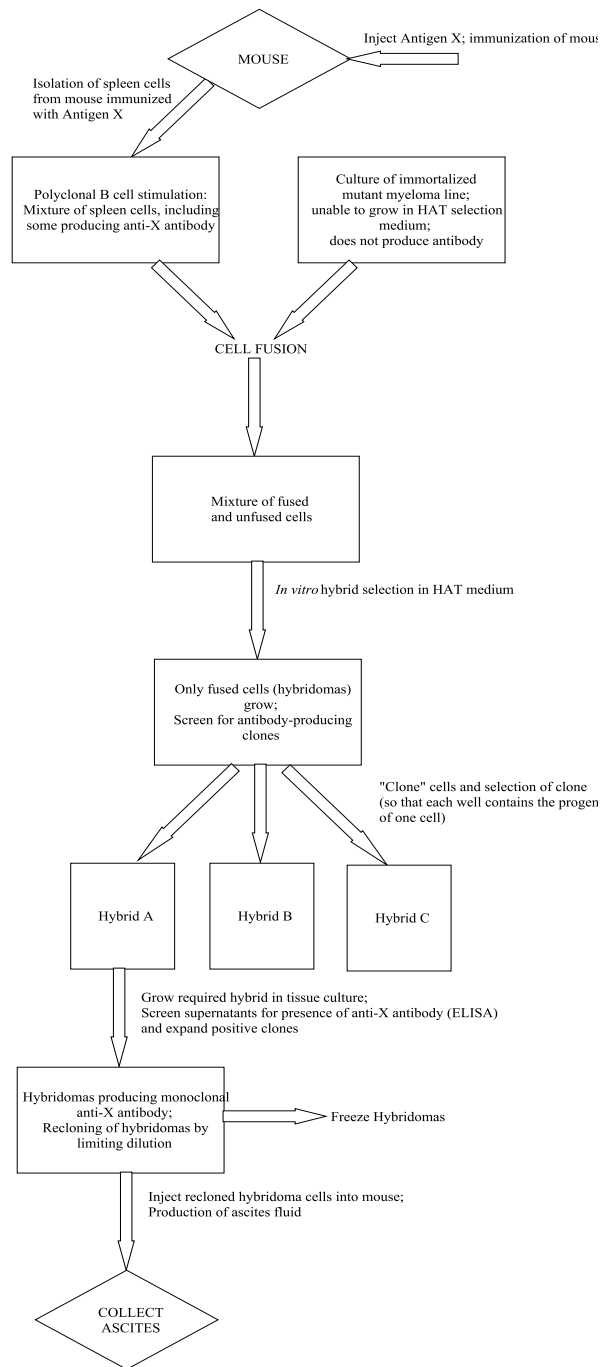 Inject Antigen X; immunization of mous
MOUSE
Isolation of spleen cells
from mouse immunized
with Antigen X
Polyclonal B cell stimulation:
Mixture of spleen cells, including
some producing anti-X antibody
Culture of immortalized
mutant myeloma line;
unable to grow in HAT selection
medium;
does not produce antibody
CELL FUSION
Mixture of fused
and unfused cells
In vitro hybrid selection in HAT medium
Only fused cells (hybridomas)
grow;
Screen for antibody-producing
clones
"Clone" cells and selection of clone
(so that each well contains the progen
of one cell)
Hybrid A
Hybrid B
Hybrid C
Grow required hybrid in tissue culture;
Screen supernatants for presence of anti-X antibody (ELISA)
and expand positive clones
Hybridomas producing monoclonal
anti-X antibody;
Recloning of hybridomas by
limiting dilution
Freeze Hybridomas
Inject recloned hybridoma cells into mouse;
Production of ascites fluid
COLLECT
ASCITES